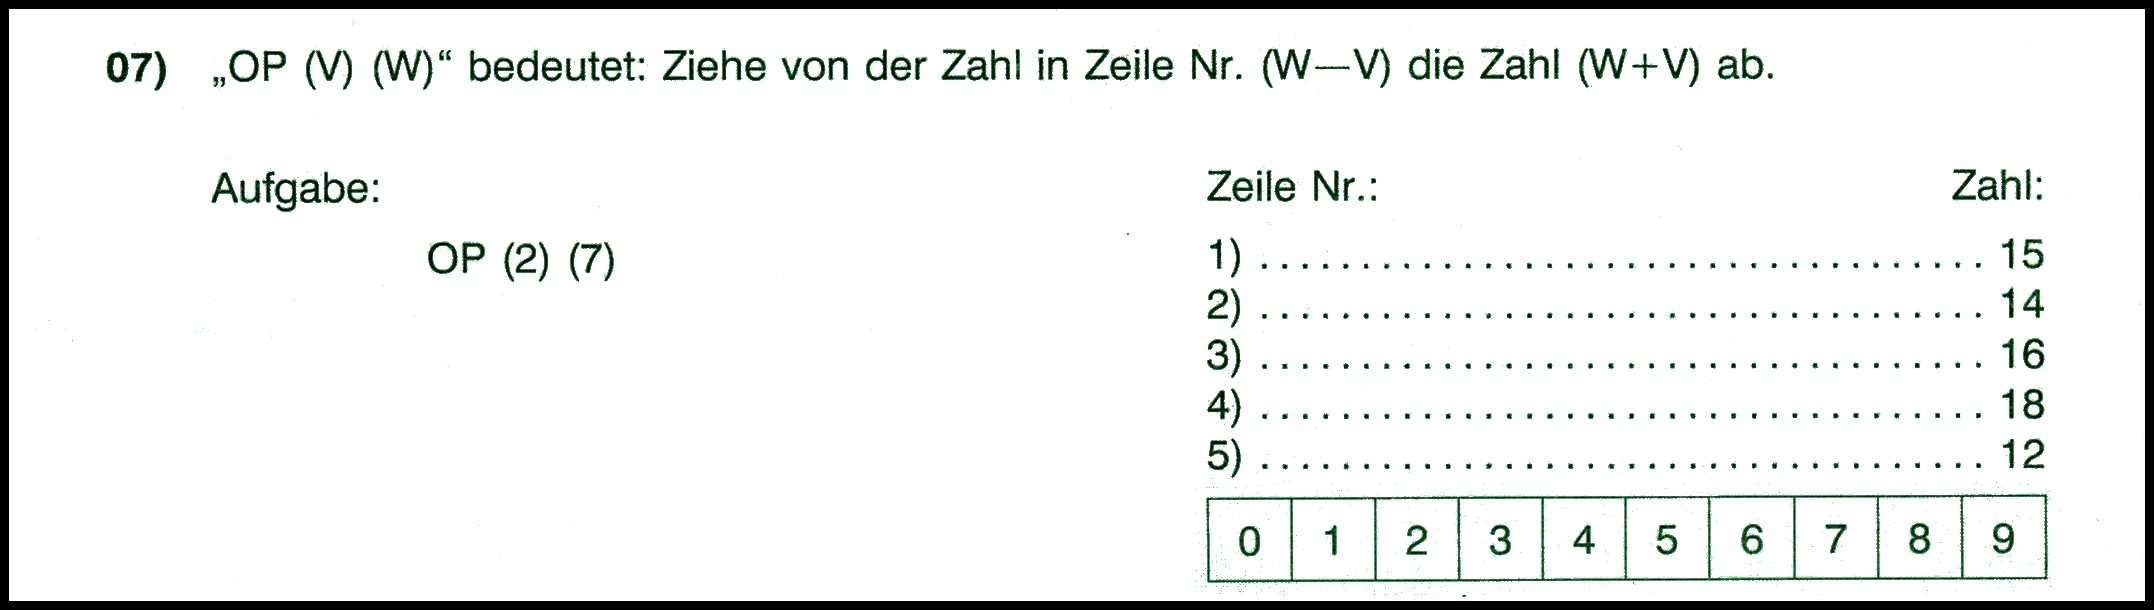 07) „OP (V) (W)“ bedeutet: Ziehe von der Zahl in Zeile Nr. (W—V) die Zahl (W+V) ab.
Aufgabe:
OP (2) (7)
Zeile Nr.: Zahl:
1) .................................... 15
2) .................................... 14
3) .................................... 16
4) .................................... 18
5) .................................... 12
0 1 2 3 4 5 6 7 8 9